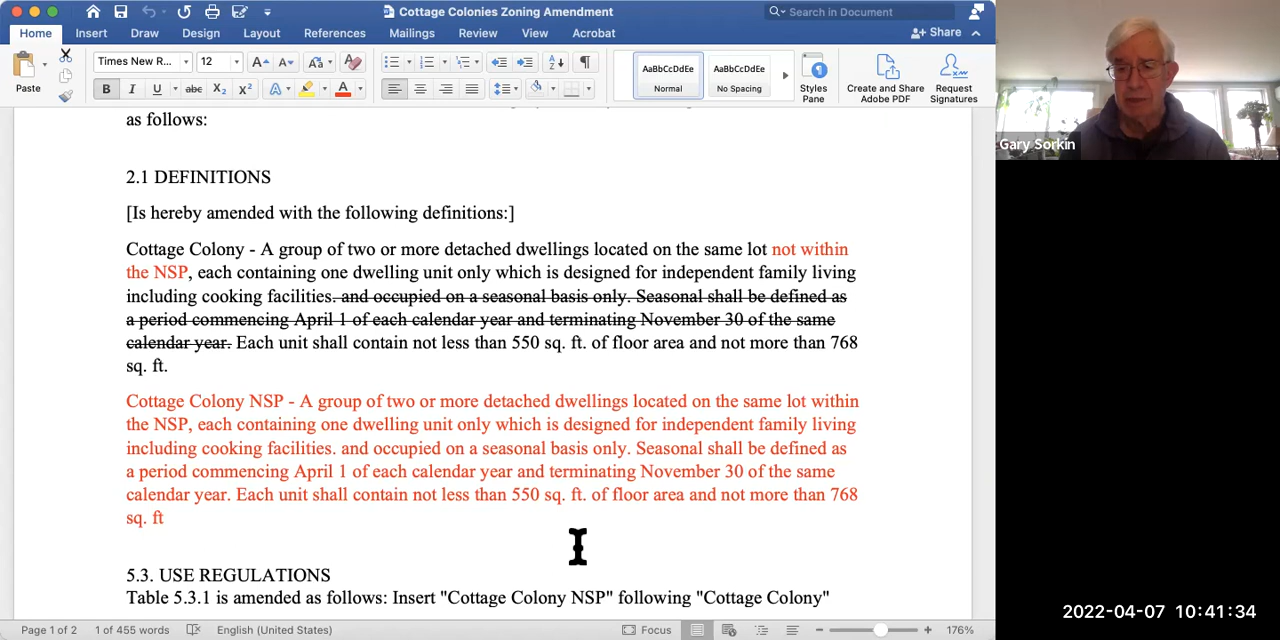 Cottage Colonies Zoning Amendment
Search in Document
Home Insert Draw Design Layout References Mailings Review View Acrobat Share
Paste
Times New R... 12
AaBbCcDdEe AaBbCcDdEe
Normal No Spacing
Styles Pane
Create and Share Adobe PDF
Request Signatures
as follows:
2.1 DEFINITIONS
[Is hereby amended with the following definitions:]
Cottage Colony - A group of two or more detached dwellings located on the same lot not within
the NSP, each containing one dwelling unit only which is designed for independent family living
including cooking facilities. and occupied on a seasonal basis only. Seasonal shall be defined as
a period commencing April 1 of each calendar year and terminating November 30 of the same
calendar year. Each unit shall contain not less than 550 sq. ft. of floor area and not more than 768
sq. ft.
Cottage Colony NSP - A group of two or more detached dwellings located on the same lot within
the NSP, each containing one dwelling unit only which is designed for independent family living
including cooking facilities. and occupied on a seasonal basis only. Seasonal shall be defined as
a period commencing April 1 of each calendar year and terminating November 30 of the same
calendar year. Each unit shall contain not less than 550 sq. ft. of floor area and not more than 768
sq. ft
5.3. USE REGULATIONS
Table 5.3.1 is amended as follows: Insert "Cottage Colony NSP" following "Cottage Colony"
Page 1 of 2 1 of 455 words English (United States) Focus 176%
Gary Sorkin
2022-04-07 10:41:34